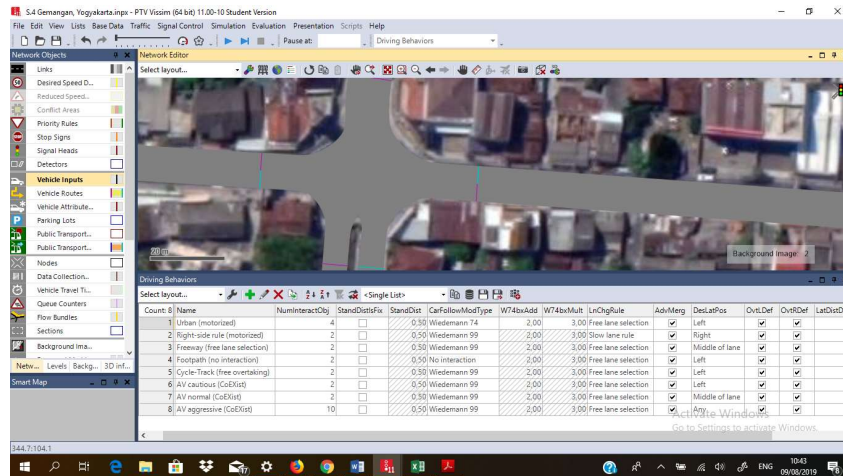 S.4 Gemangan, Yogyakarta.inpx - PTV Vissim (64 bit) 11.00-10 Student Version
File Edit View Lists Base Data Traffic Signal Control Simulation Evaluation Presentation Scripts Help
Pause at: Driving Behaviors
Network Objects
Links
Desired Speed D...
Reduced Speed...
Conflict Areas
Priority Rules
Stop Signs
Signal Heads
Detectors
Vehicle Inputs
Vehicle Routes
Vehicle Attribute...
Parking Lots
Public Transport...
Public Transport...
Nodes
Data Collection...
Vehicle Travel Ti...
Queue Counters
Flow Bundles
Sections
Background Ima...
Netw... Levels Backg... 3D inf...
Smart Map
Network Editor
Select layout...
20 m
Background Image: 2
Driving Behaviors
Select layout... <Single List>
Count: 8 Name NumInteractObj StandDistIsFix StandDist CarFollowModType W74bxAdd W74bxMult LnChgRule AdvMerg DesLatPos OvtLDef OvtRDef LatDistD
1 Urban (motorized) 4 0,50 Wiedemann 74 2,00 3,00 Free lane selection Left
2 Right-side rule (motorized) 2 0,50 Wiedemann 99 2,00 3,00 Slow lane rule Right
3 Freeway (free lane selection) 2 0,50 Wiedemann 99 2,00 3,00 Free lane selection Middle of lane
4 Footpath (no interaction) 2 0,50 No interaction 2,00 3,00 Free lane selection Left
5 Cycle-Track (free overtaking) 2 0,50 Wiedemann 99 2,00 3,00 Free lane selection Left
6 AV cautious (CoEXist) 2 0,50 Wiedemann 99 2,00 3,00 Free lane selection Left
7 AV normal (CoEXist) 2 0,50 Wiedemann 99 2,00 3,00 Free lane selection Middle of lane
8 AV aggressive (CoEXist) 10 0,50 Wiedemann 99 2,00 3,00 Free lane selection Any
Activate Windows
Go to Settings to activate Windows.
344.7:104.1
ENG 10:43
09/08/2019